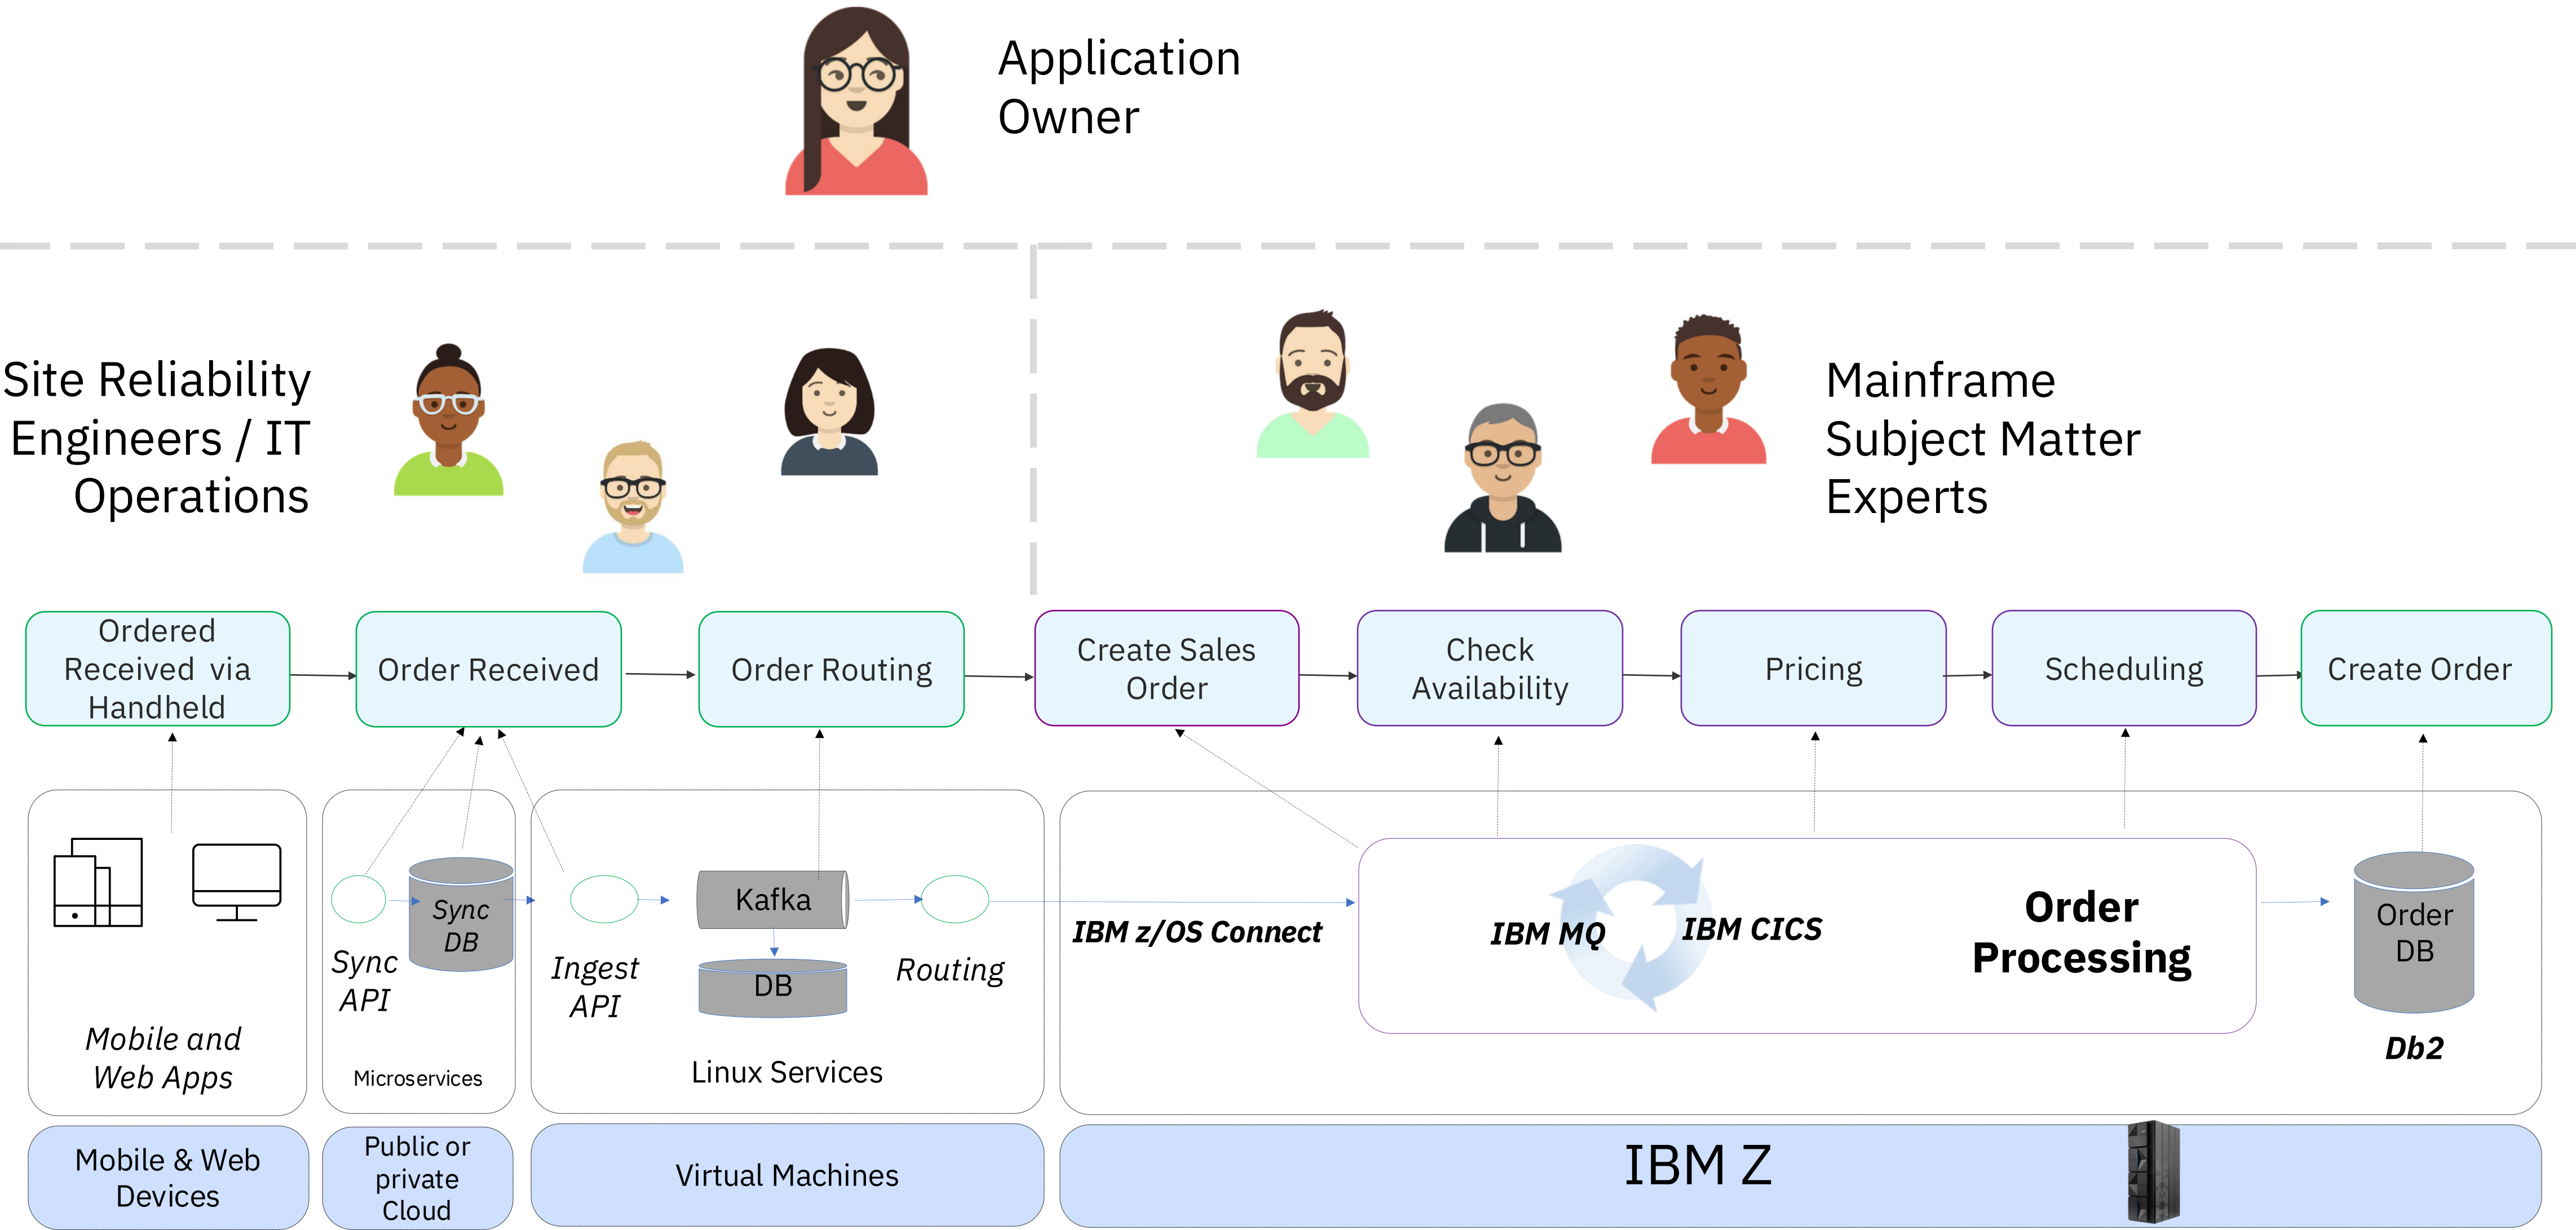 Application
Owner
Site Reliability
Engineers / IT
Operations
Mainframe
Subject Matter
Experts
Ordered
Received via
Handheld
Order Received
Order Routing
Create Sales
Order
Check
Availability
Pricing
Scheduling
Create Order
Mobile and
Web Apps
Sync
API
Sync
DB
Microservices
Ingest
API
Kafka
DB
Routing
Linux Services
IBM z/OS Connect
IBM MQ
IBM CICS
Order
Processing
Order
DB
Db2
Mobile & Web
Devices
Public or
private
Cloud
Virtual Machines
IBM Z